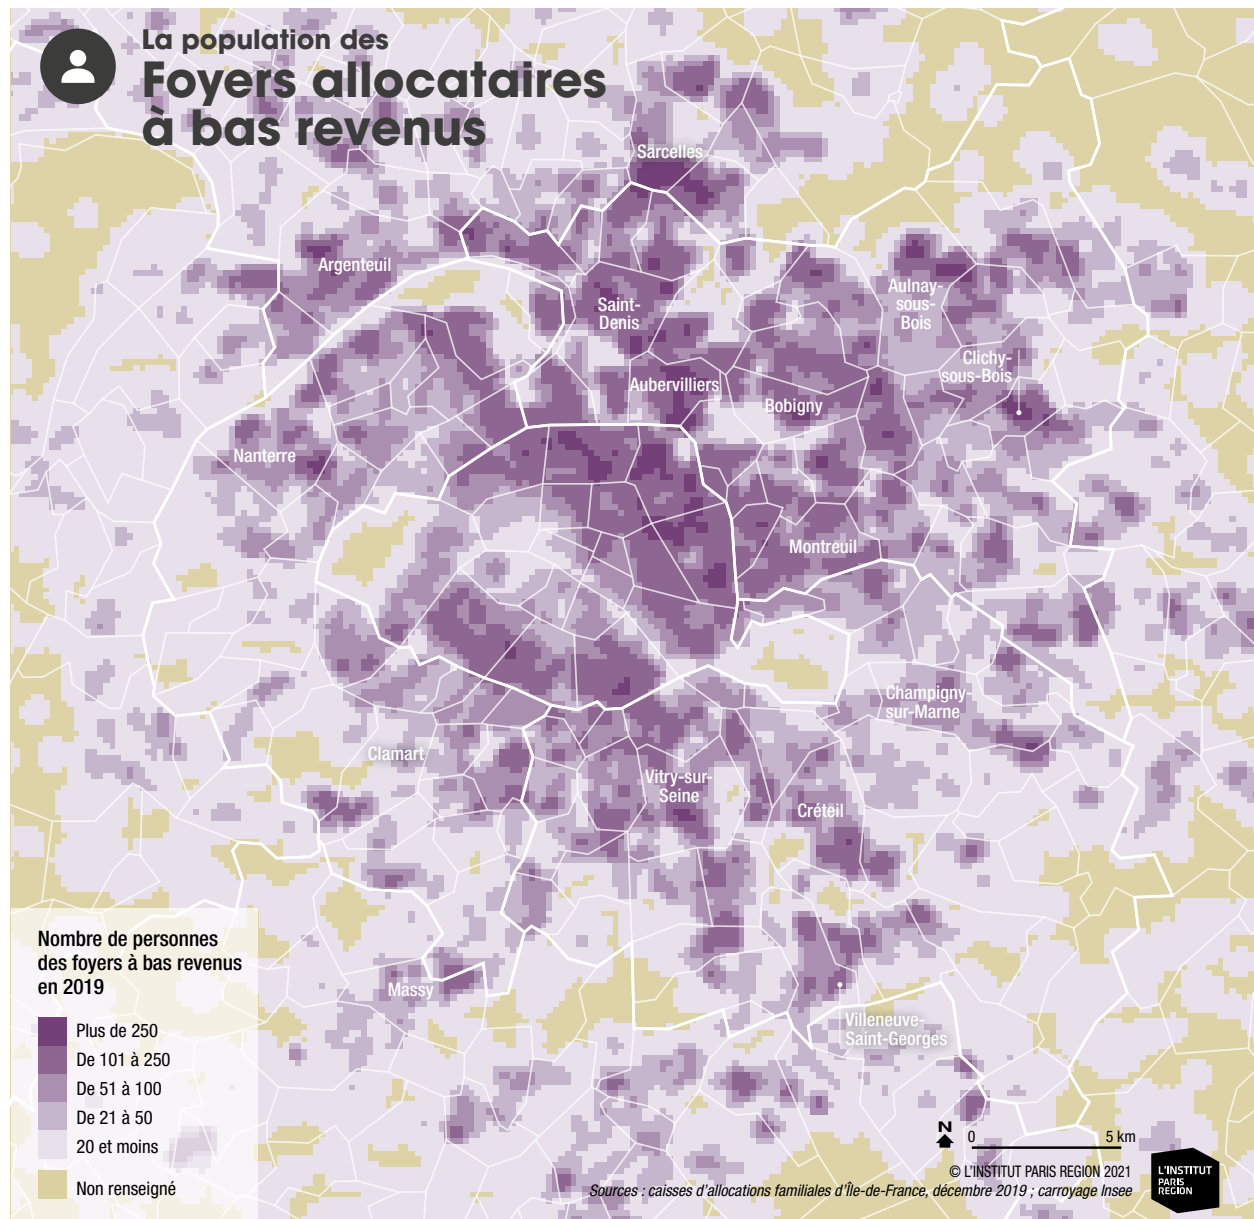 La population des
Foyers allocataires
à bas revenus
Sarcelles
Argenteuil
Saint-
Denis
Aulnay-
sous-
Bois
Clichy-
sous-Bois
Aubervilliers
Bobigny
Nanterre
Montreuil
Champigny-
sur-Marne
Clamart
Vitry-sur-
Seine
Créteil
Massy
Villeneuve-
Saint-Georges
Nombre de personnes
des foyers à bas revenus
en 2019
Plus de 250
De 101 à 250
De 51 à 100
De 21 à 50
20 et moins
Non renseigné
N
0 5 km
© L'INSTITUT PARIS REGION 2021
Sources : caisses d'allocations familiales d'Île-de-France, décembre 2019 ; carroyage Insee
L'INSTITUT
PARIS
REGION